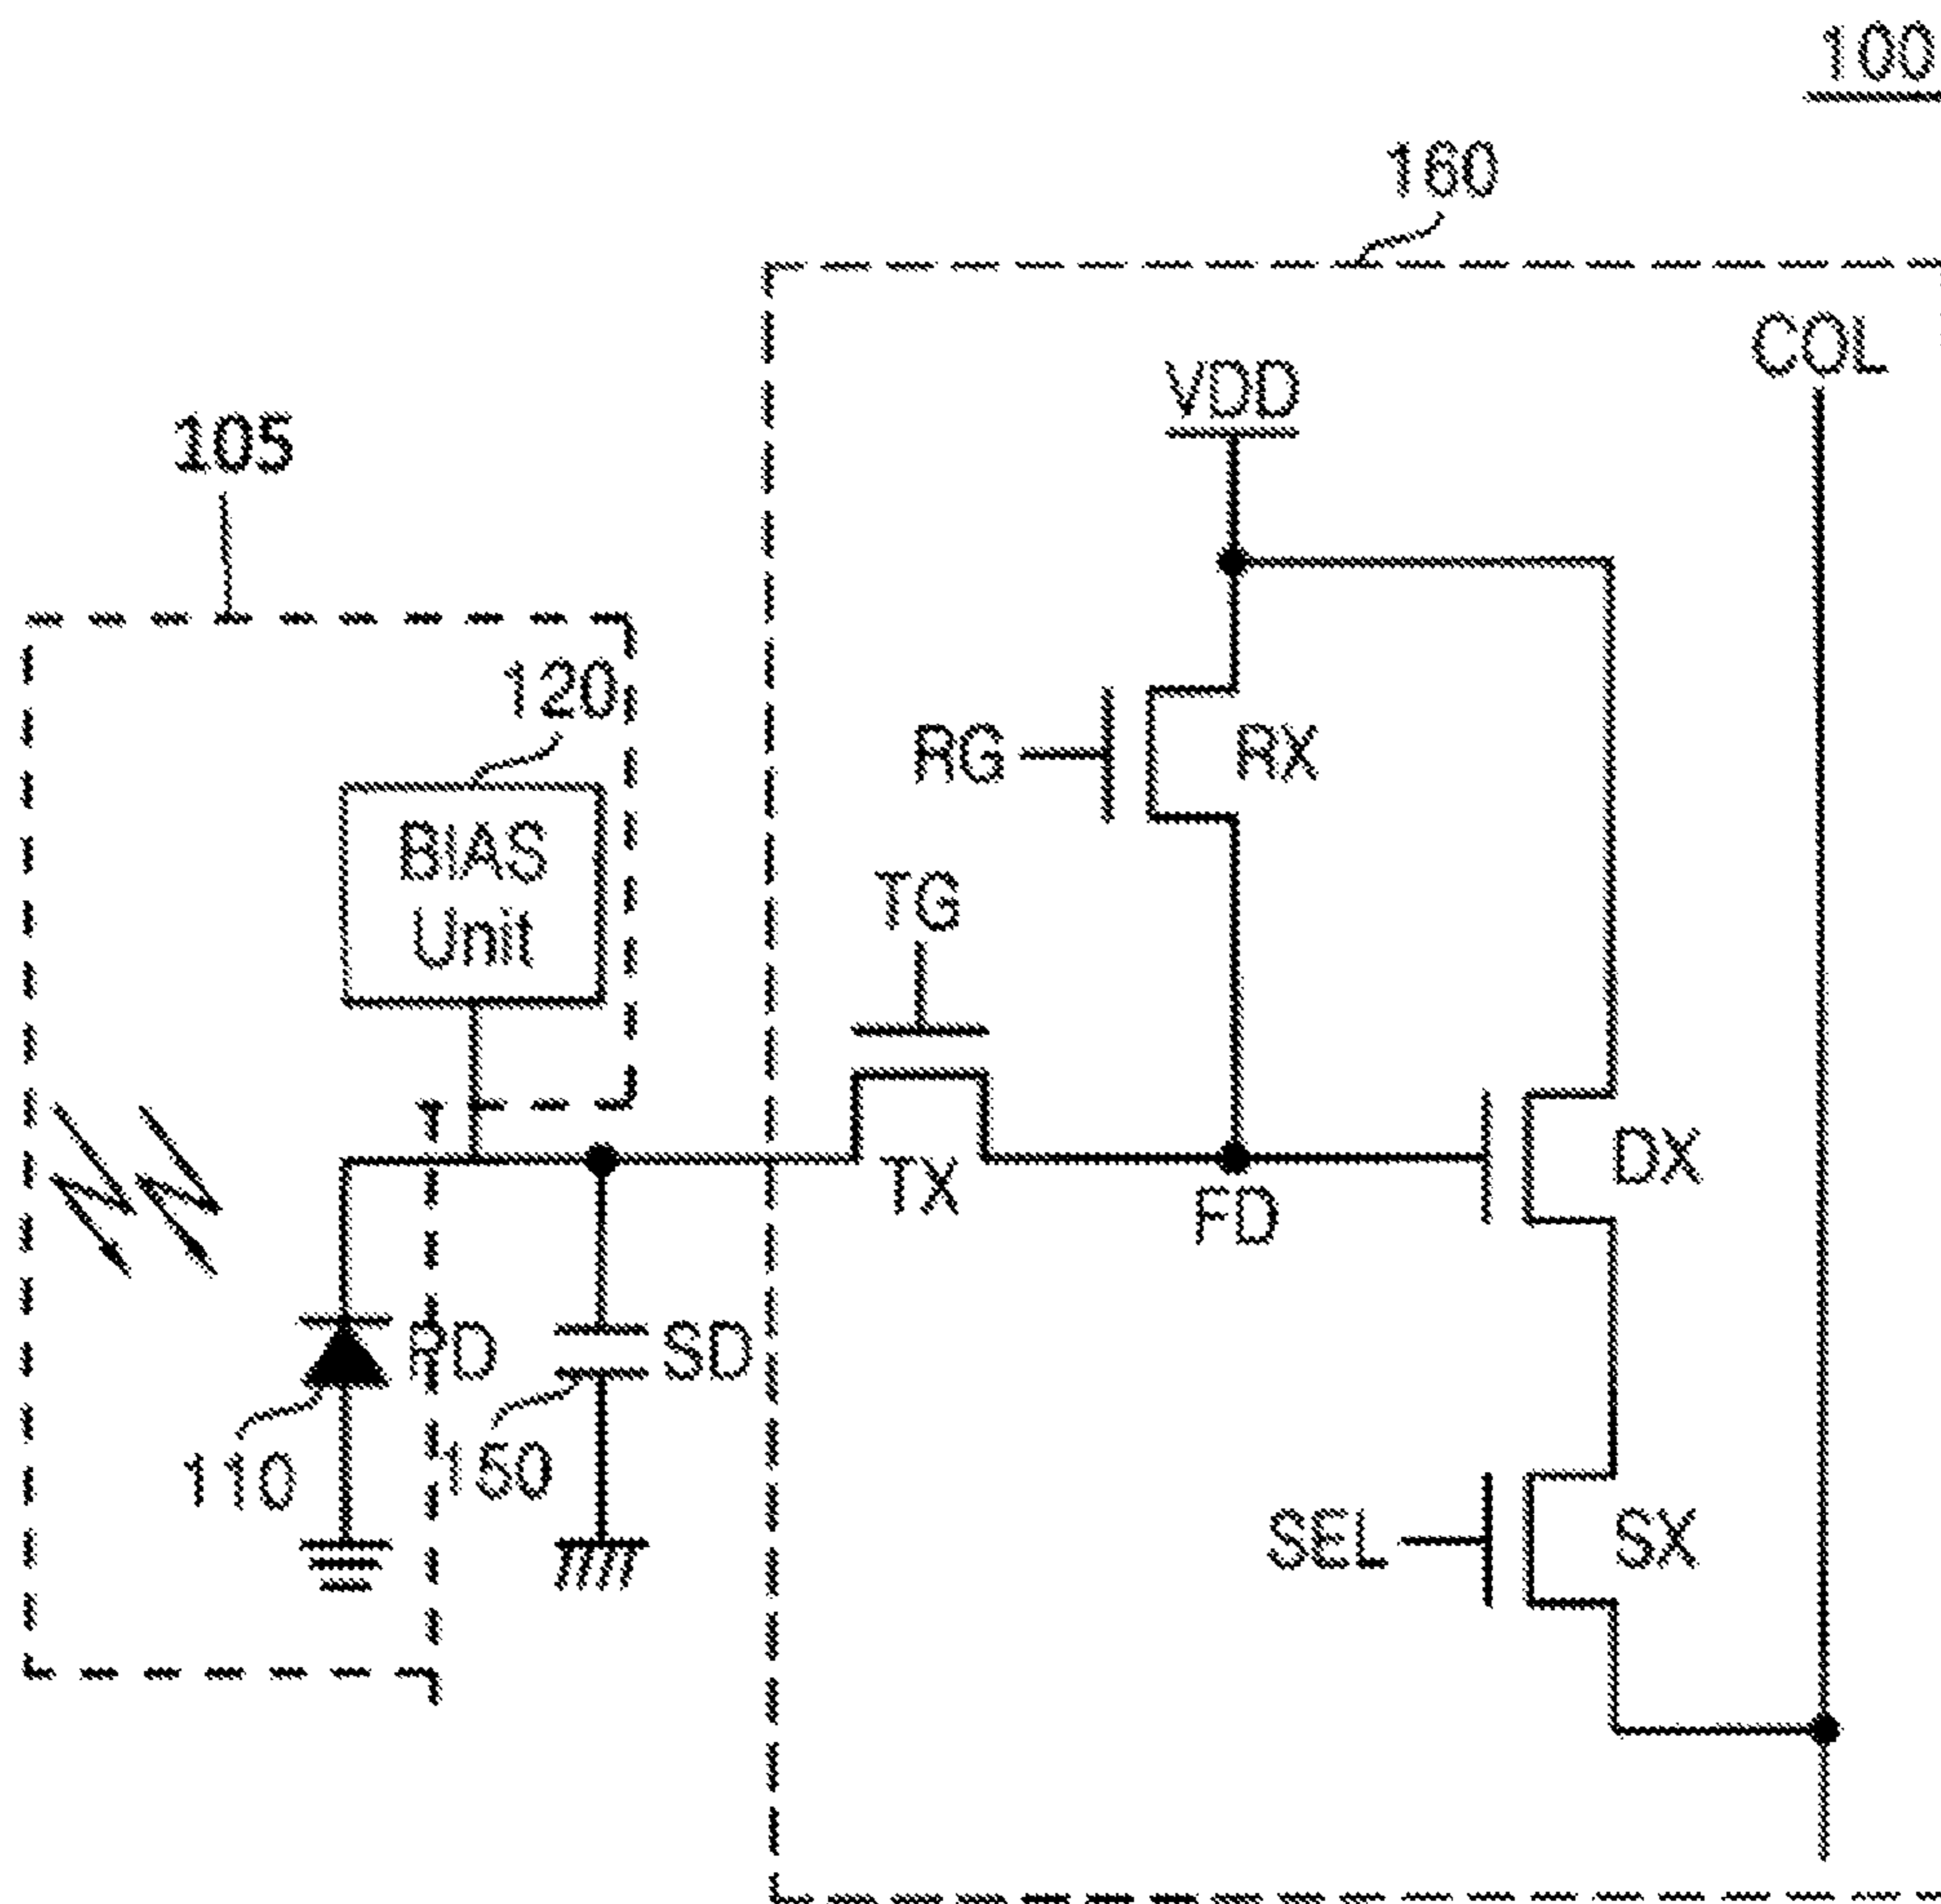 100
160
COL
VDD
105
120
RG
RX
BIAS
Unit
TG
DX
TX
FD
PD
SD
110
150
SEL
SX